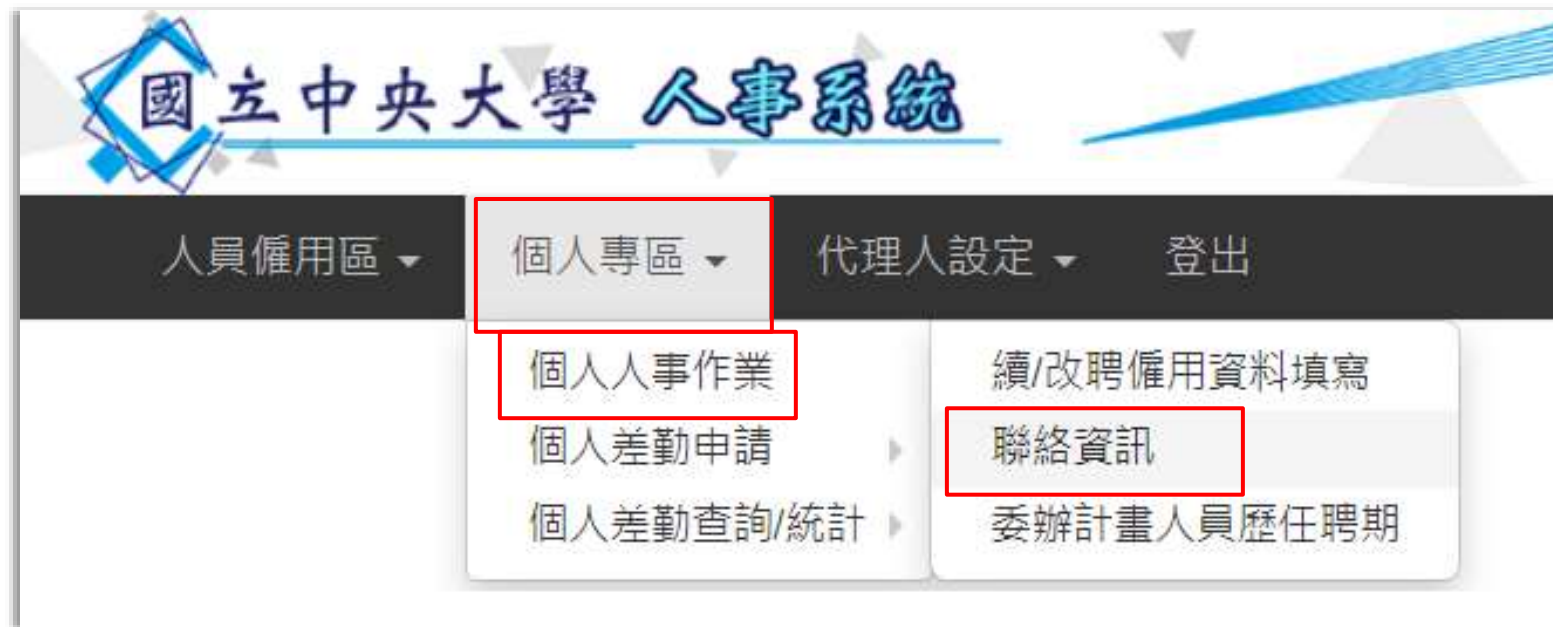 國立中央大學 人事系統
人員僱用區 個人專區 代理人設定 登出
個人人事作業
個人差勤申請
個人差勤查詢/統計
續/改聘僱用資料填寫
聯絡資訊
委辦計畫人員歷任聘期